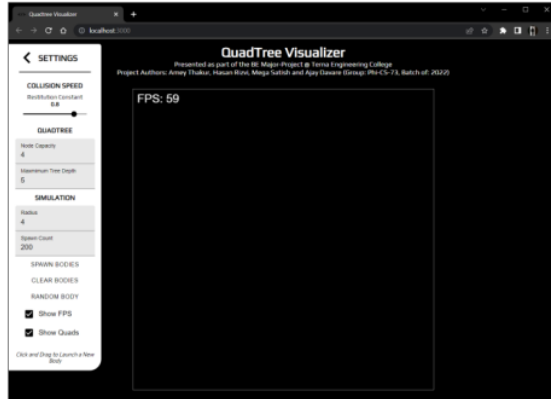 Quadtree Visualizer
localhost:3000
SETTINGS
QuadTree Visualizer
Presented as part of the BE Major-Project @ Terna Engineering College
Project Authors: Amey Thakur, Hasan Rizvi, Mega Satish and Ajay Davare (Group: Phi-CS-73, Batch of: 2022)
COLLISION SPEED
Restitution Constant
0.8
FPS: 59
QUADTREE
Node Capacity
4
Maximimum Tree Depth
5
SIMULATION
Radius
4
Spawn Count
200
SPAWN BODIES
CLEAR BODIES
RANDOM BODY
Show FPS
Show Quads
Click and Drag to Launch a New
Body